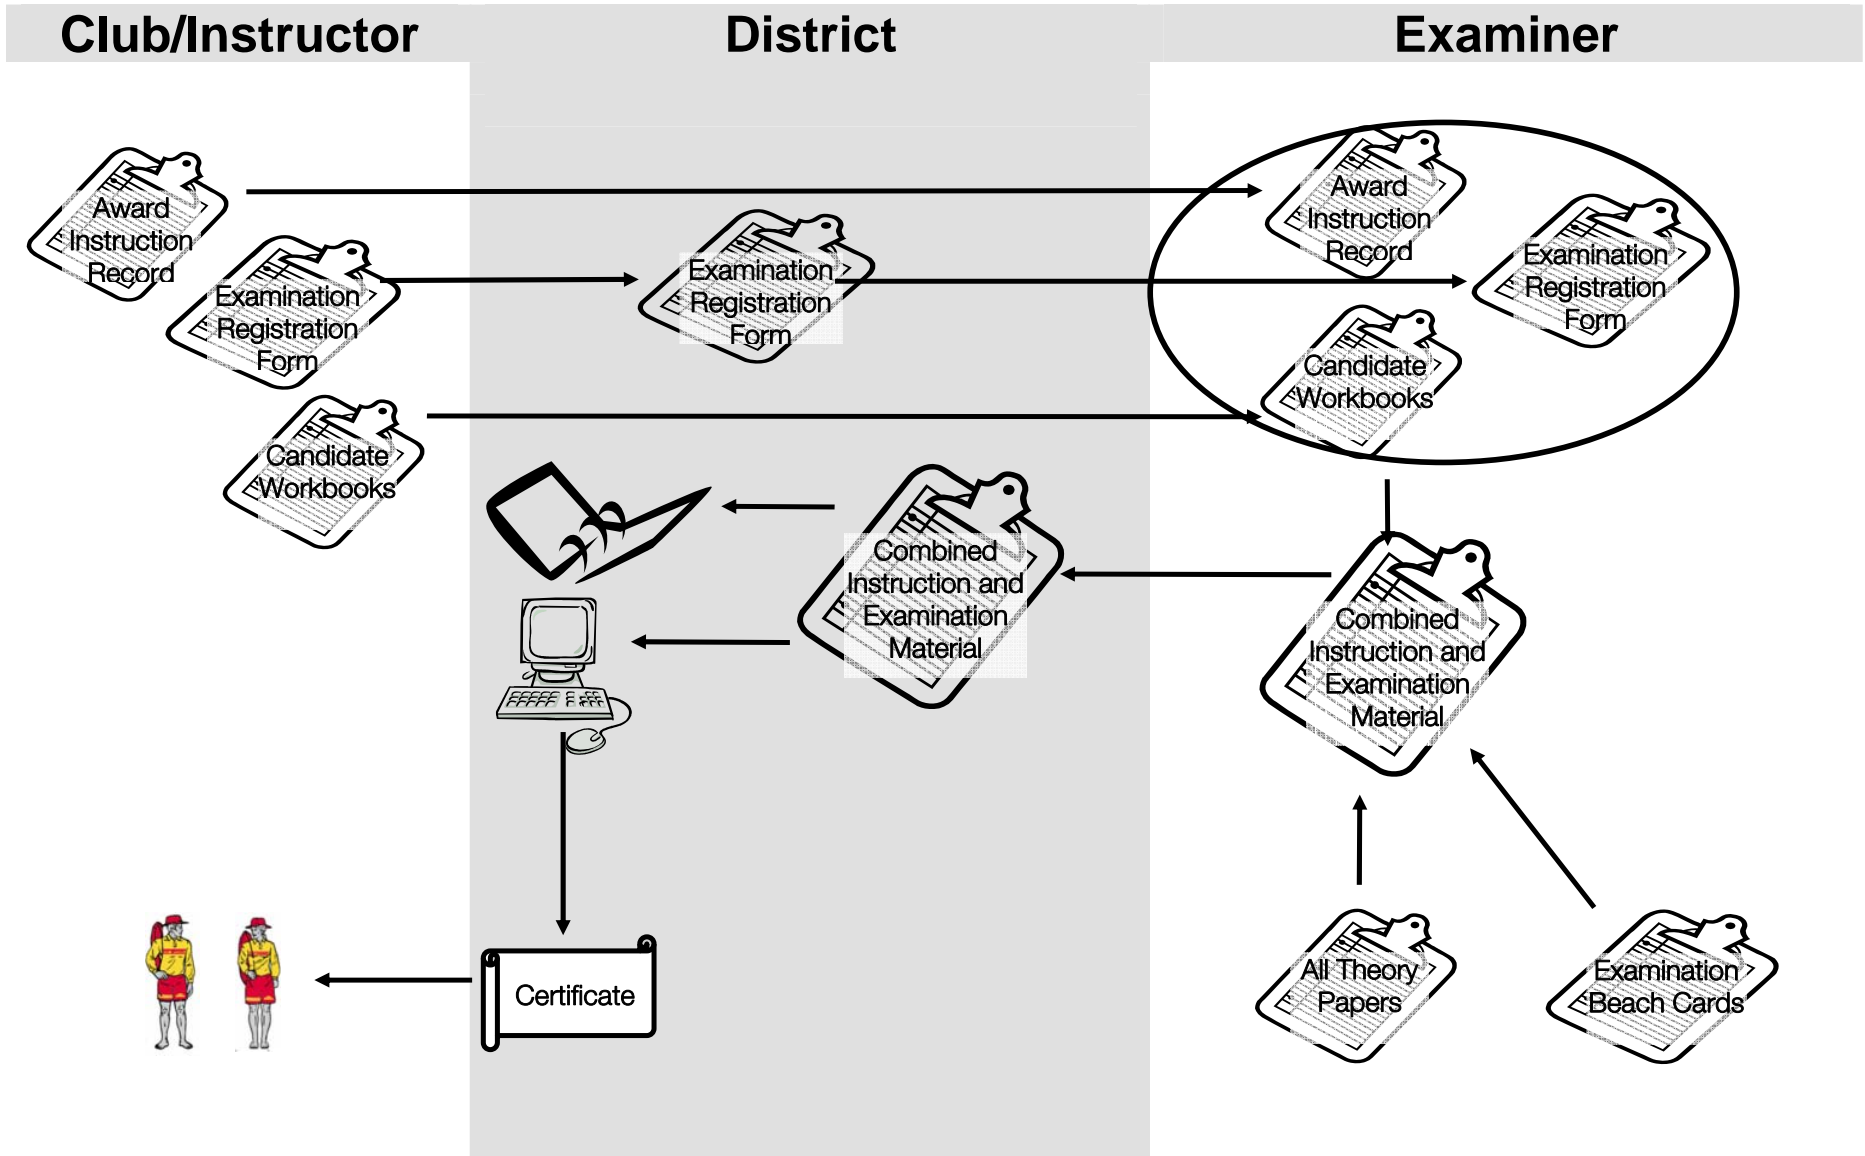 Club/Instructor
District
Examiner
Award
Instruction
Record
Examination
Registration
Form
Candidate
Workbooks
Examination
Registration
Form
Award
Instruction
Record
Examination
Registration
Form
Candidate
Workbooks
Combined
Instruction and
Examination
Material
Combined
Instruction and
Examination
Material
Certificate
All Theory
Papers
Examination
Beach Cards